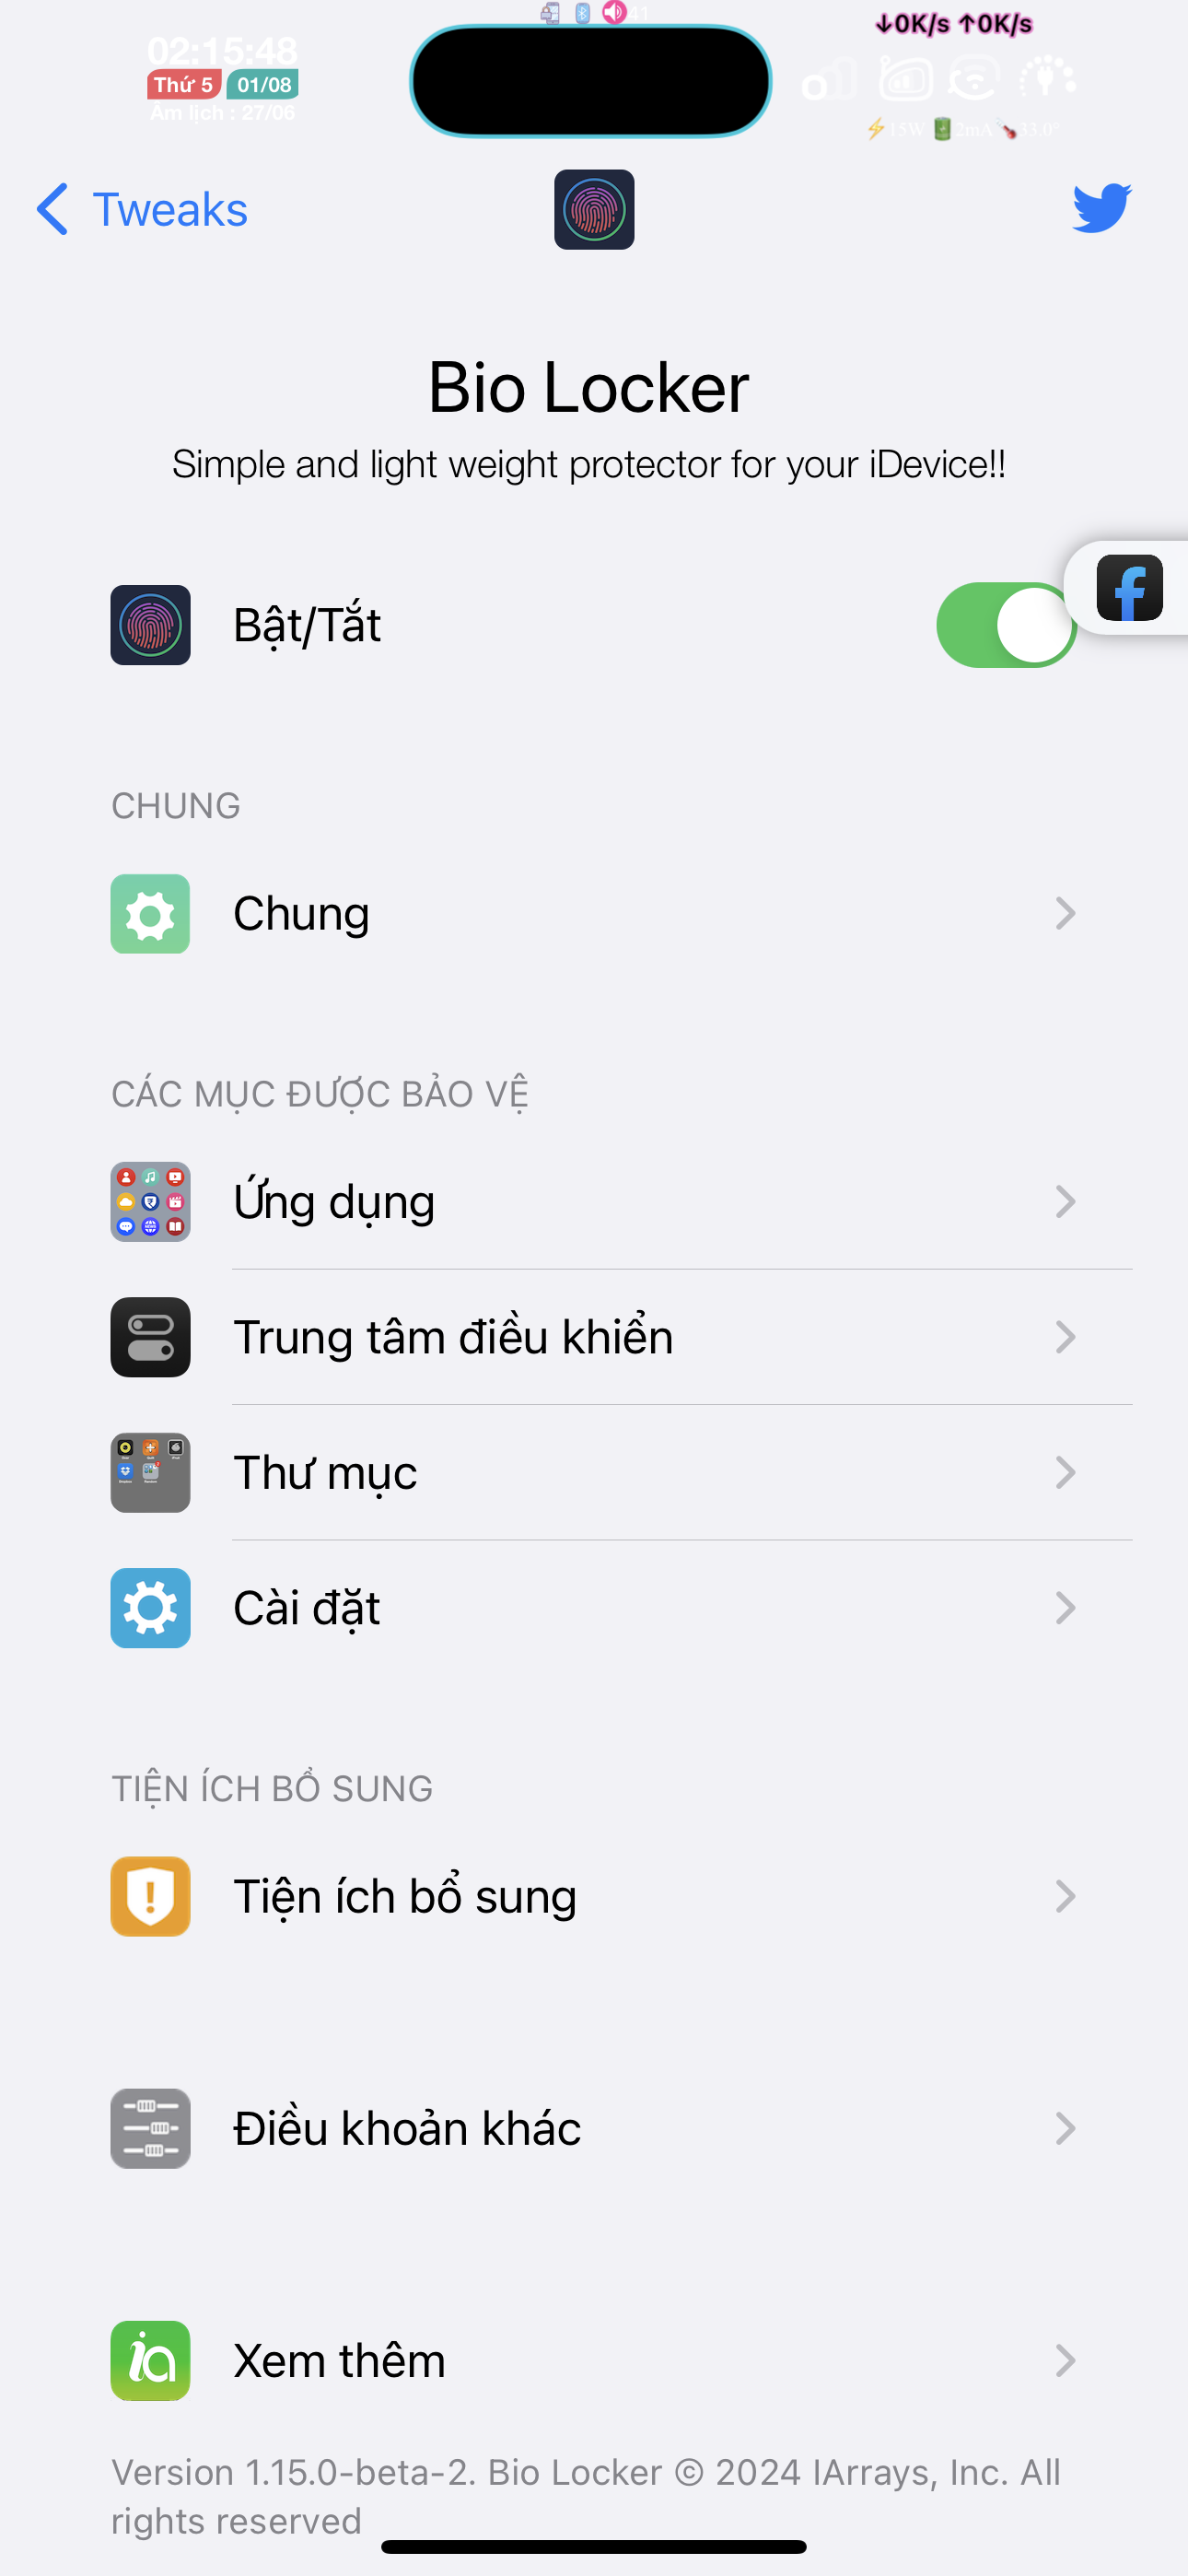 41
↓0K/s ↑0K/s
02:15:48
Thứ 5 01/08
Âm lịch : 27/06
15W 2mA 33.0°
Tweaks
Bio Locker
Simple and light weight protector for your iDevice!!
Bật/Tắt
CHUNG
Chung
CÁC MỤC ĐƯỢC BẢO VỆ
Ứng dụng
Trung tâm điều khiển
Thư mục
Cài đặt
TIỆN ÍCH BỔ SUNG
Tiện ích bổ sung
Điều khoản khác
ia
Xem thêm
Version 1.15.0-beta-2. Bio Locker © 2024 IArrays, Inc. All
rights reserved